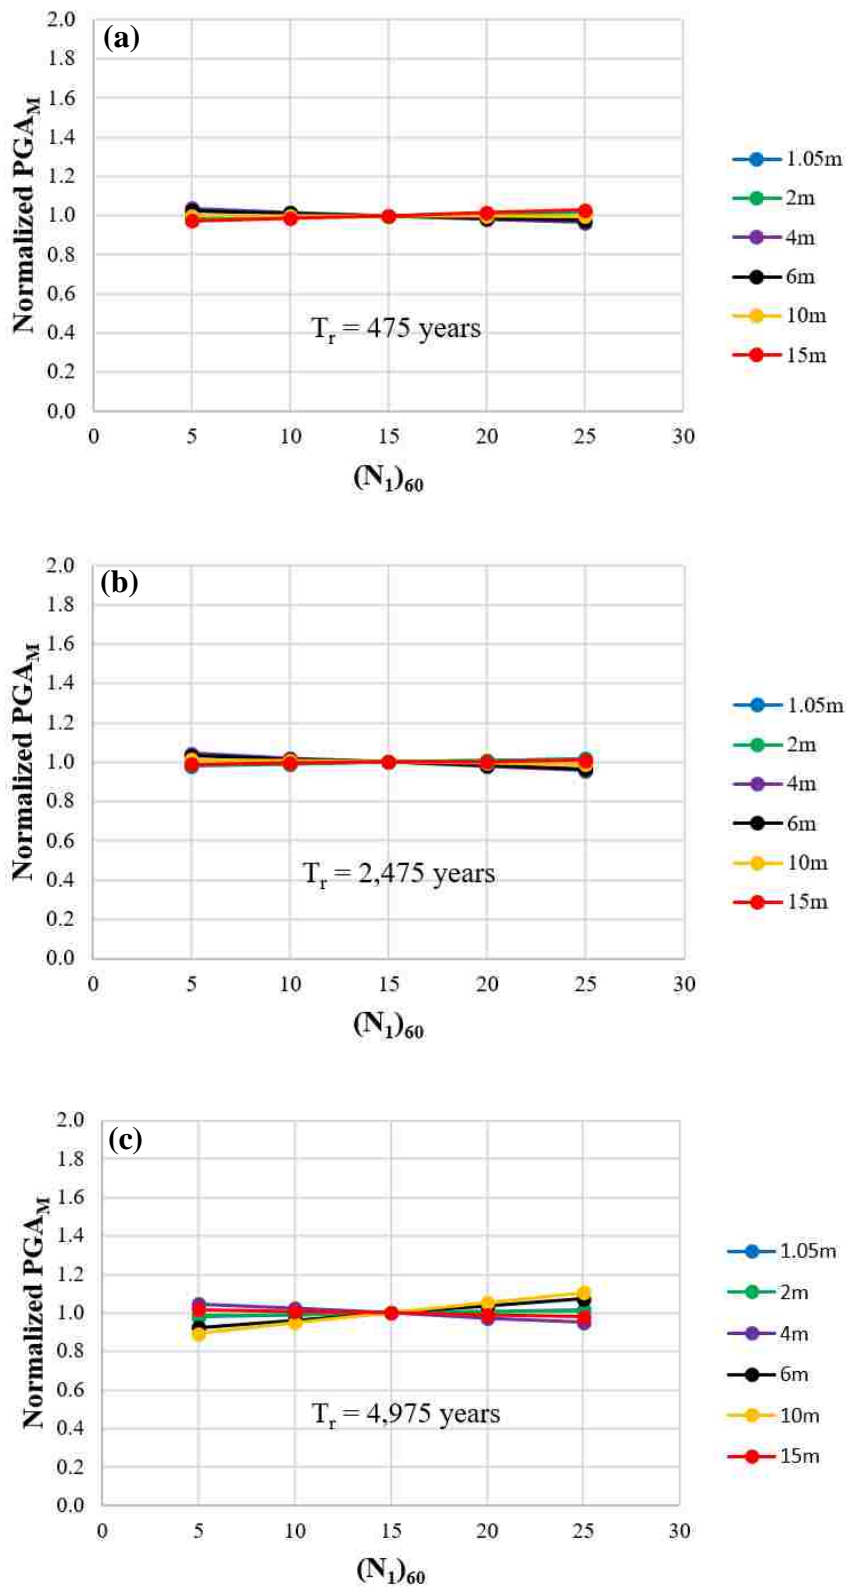 (a)
Normalized PGA_M
2.0
1.8
1.6
1.4
1.2
1.0
0.8
0.6
0.4
0.2
0.0
T_r = 475 years
0 5 10 15 20 25 30
(N_1)_60
1.05m
2m
4m
6m
10m
15m
(b)
Normalized PGA_M
2.0
1.8
1.6
1.4
1.2
1.0
0.8
0.6
0.4
0.2
0.0
T_r = 2,475 years
0 5 10 15 20 25 30
(N_1)_60
1.05m
2m
4m
6m
10m
15m
(c)
Normalized PGA_M
2.0
1.8
1.6
1.4
1.2
1.0
0.8
0.6
0.4
0.2
0.0
T_r = 4,975 years
0 5 10 15 20 25 30
(N_1)_60
1.05m
2m
4m
6m
10m
15m